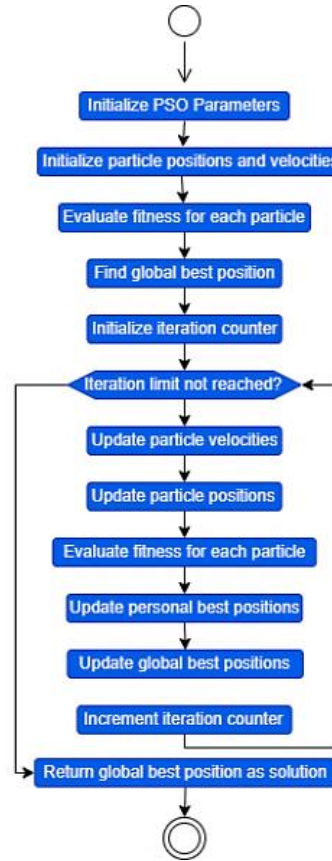 Initialize PSO Parameters
Initialize particle positions and velocities
Evaluate fitness for each particle
Find global best position
Initialize iteration counter
Iteration limit not reached?
Update particle velocities
Update particle positions
Evaluate fitness for each particle
Update personal best positions
Update global best positions
Increment iteration counter
Return global best position as solution